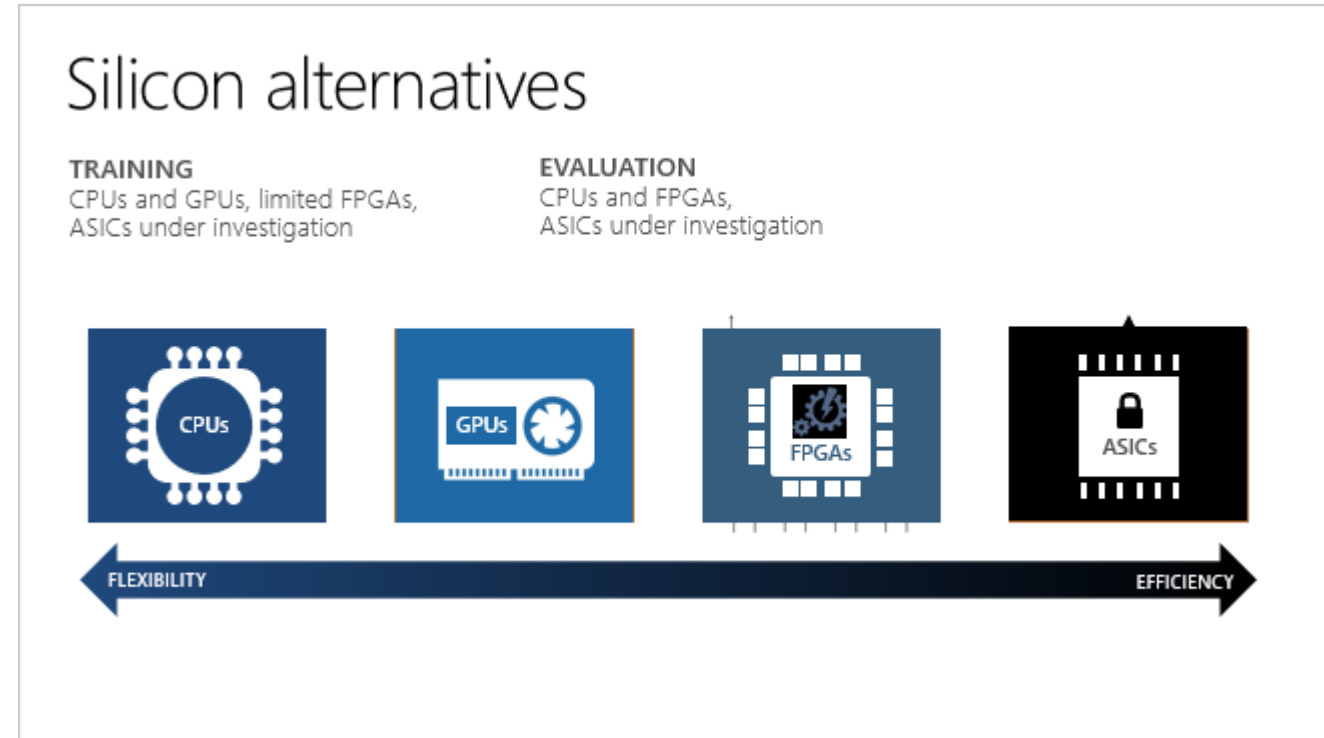 Silicon alternatives
TRAINING
CPUs and GPUs, limited FPGAs,
ASICs under investigation
EVALUATION
CPUs and FPGAs,
ASICs under investigation
CPUs
GPUs
FPGAs
ASICs
FLEXIBILITY
EFFICIENCY